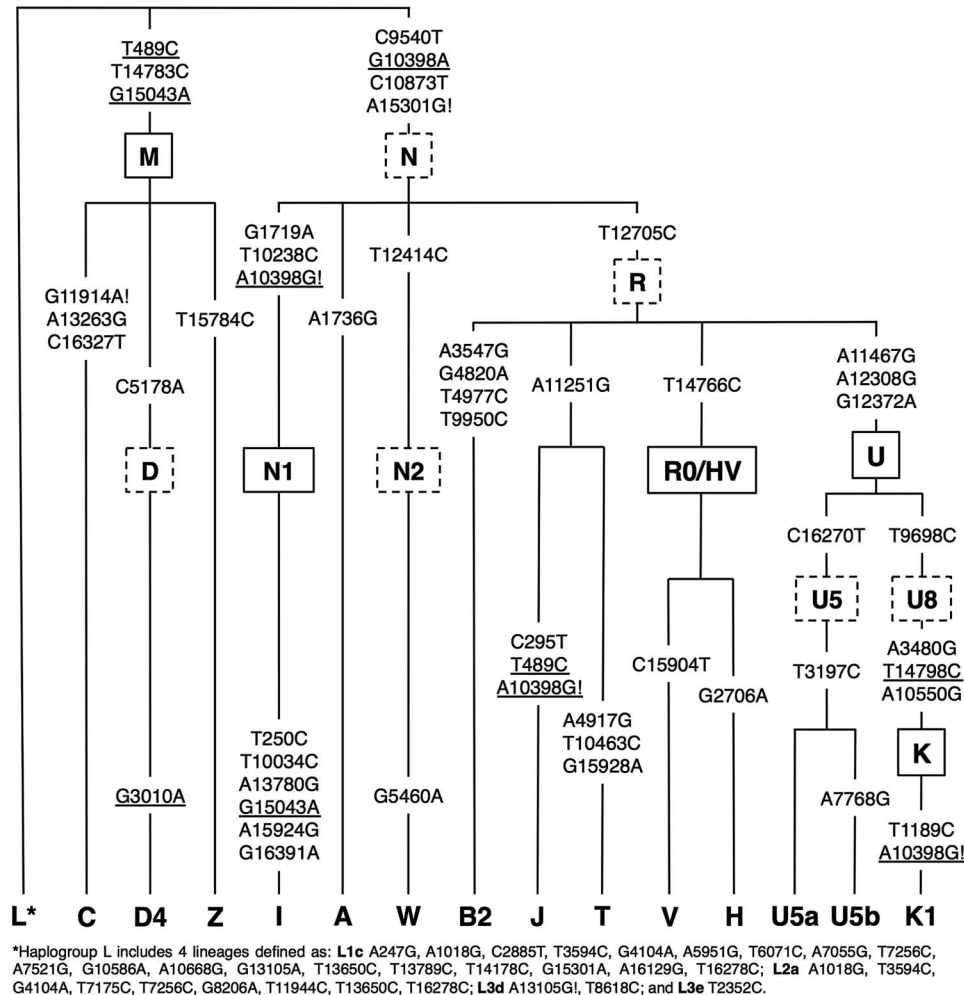 T489C
T14783C
G15043A
C9540T
G10398A
C10873T
A15301G!
M
N
G1719A
T10238C
A10398G!
T12414C
T12705C
R
G11914A!
A13263G
C16327T
T15784C
A1736G
A3547G
G4820A
T4977C
T9950C
A11251G
T14766C
A11467G
A12308G
G12372A
C5178A
D
N1
N2
R0/HV
U
C16270T
T9698C
U5
U8
C295T
T489C
A10398G!
C15904T
G2706A
T3197C
A3480G
T14798C
A10550G
A4917G
T10463C
G15928A
K
T250C
T10034C
A13780G
G15043A
A15924G
G16391A
G3010A
G5460A
A7768G
T1189C
A10398G!
L* C D4 Z I A W B2 J T V H U5a U5b K1
*Haplogroup L includes 4 lineages defined as: L1c A247G, A1018G, C2885T, T3594C, G4104A, A5951G, T6071C, A7055G, T7256C,
A7521G, G10586A, A10668G, G13105A, T13650C, T13789C, T14178C, G15301A, A16129G, T16278C; L2a A1018G, T3594C,
G4104A, T7175C, T7256C, G8206A, T11944C, T13650C, T16278C; L3d A13105G!, T8618C; and L3e T2352C.